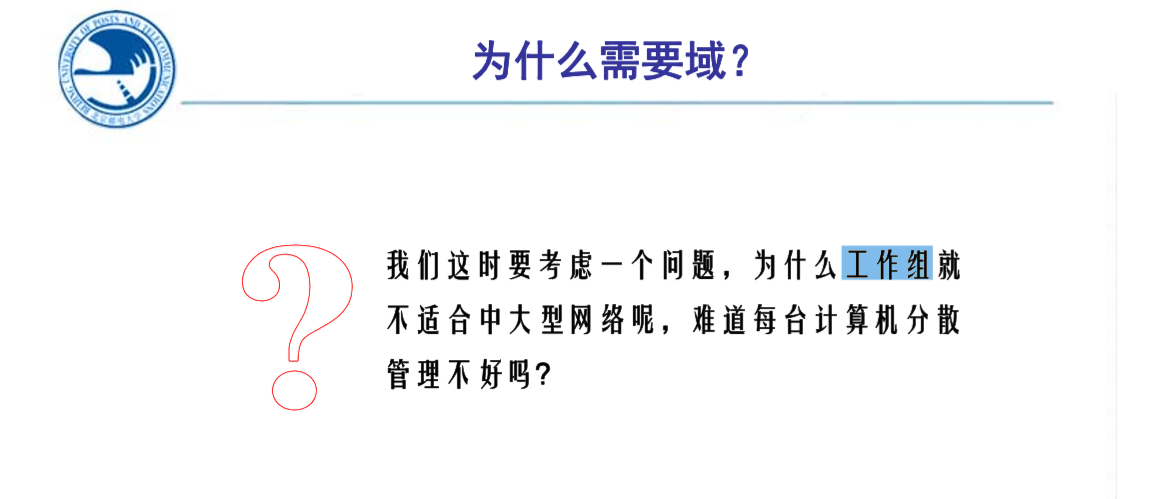 为什么需要域？
BEIJING UNIVERSITY OF POSTS AND TELECOMMUNICATIONS
北京邮电大学
?
我们这时要考虑一个问题，为什么工作组就
不适合中大型网络呢，难道每台计算机分散
管理不好吗?